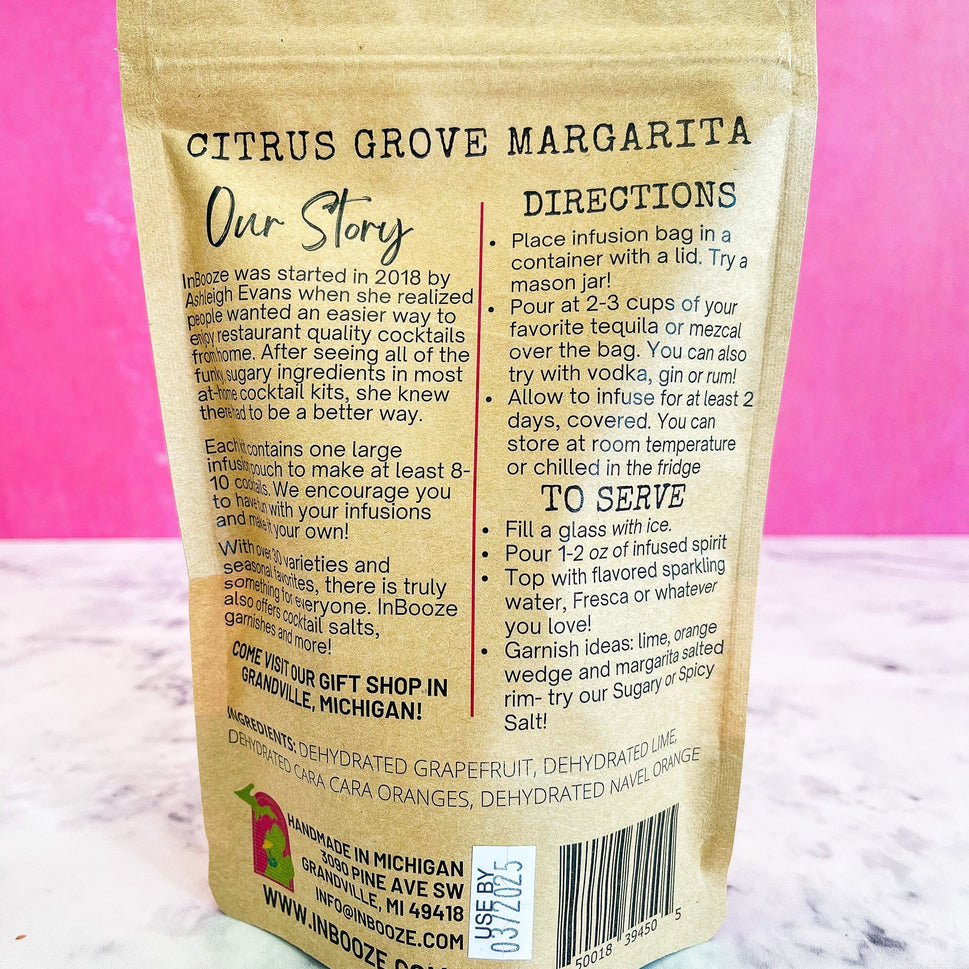 CITRUS GROVE MARGARITA
Our Story
InBooze was started in 2018 by
Ashleigh Evans when she realized
people wanted an easier way to
enjoy restaurant quality cocktails
from home. After seeing all of the
funky, sugary ingredients in most
at-home cocktail kits, she knew
there had to be a better way.
Each kit contains one large
infusion pouch to make at least 8-
10 cocktails. We encourage you
to have fun with your infusions
and make it your own!
With over 30 varieties and
seasonal favorites, there is truly
something for everyone. InBooze
also offers cocktail salts,
garnishes and more!
COME VISIT OUR GIFT SHOP IN
GRANDVILLE, MICHIGAN!
DIRECTIONS
• Place infusion bag in a
container with a lid. Try a
mason jar!
• Pour at 2-3 cups of your
favorite tequila or mezcal
over the bag. You can also
try with vodka, gin or rum!
• Allow to infuse for at least 2
days, covered. You can
store at room temperature
or chilled in the fridge
TO SERVE
• Fill a glass with ice.
• Pour 1-2 oz of infused spirit
• Top with flavored sparkling
water, Fresca or whatever
you love!
• Garnish ideas: lime, orange
wedge and margarita salted
rim- try our Sugary or Spicy
Salt!
INGREDIENTS: DEHYDRATED GRAPEFRUIT, DEHYDRATED LIME,
DEHYDRATED CARA CARA ORANGES, DEHYDRATED NAVEL ORANGE
HANDMADE IN MICHIGAN
3090 PINE AVE SW
GRANDVILLE, MI 49418
INFO@INBOOZE.COM
WWW.INBOOZE.COM
USE BY
03/2025
50018 39450 5